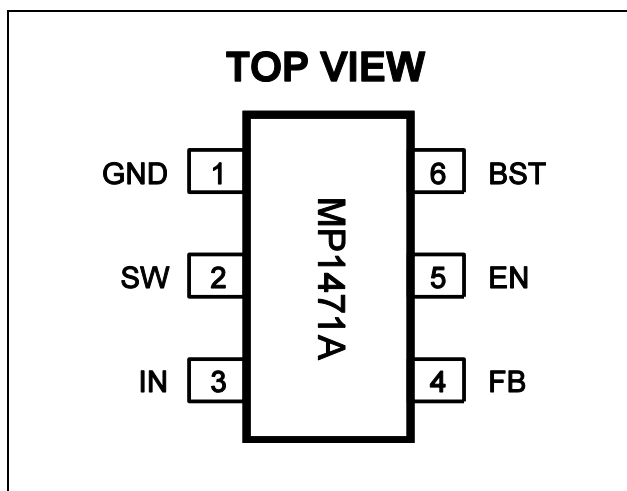 TOP VIEW
GND 1 6 BST
MP1471A
SW 2 5 EN
IN 3 4 FB